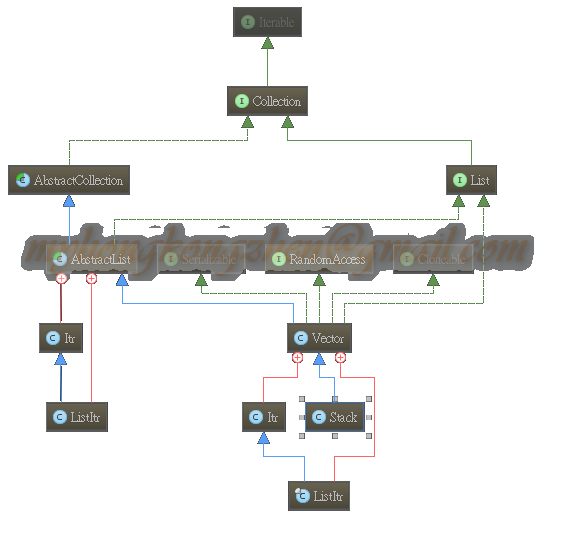 I Iterable
I Collection
C AbstractCollection
I List
C AbstractList
I Serializable
I RandomAccess
I Cloneable
C Itr
C Vector
C ListItr
C Itr
C Stack
C ListItr